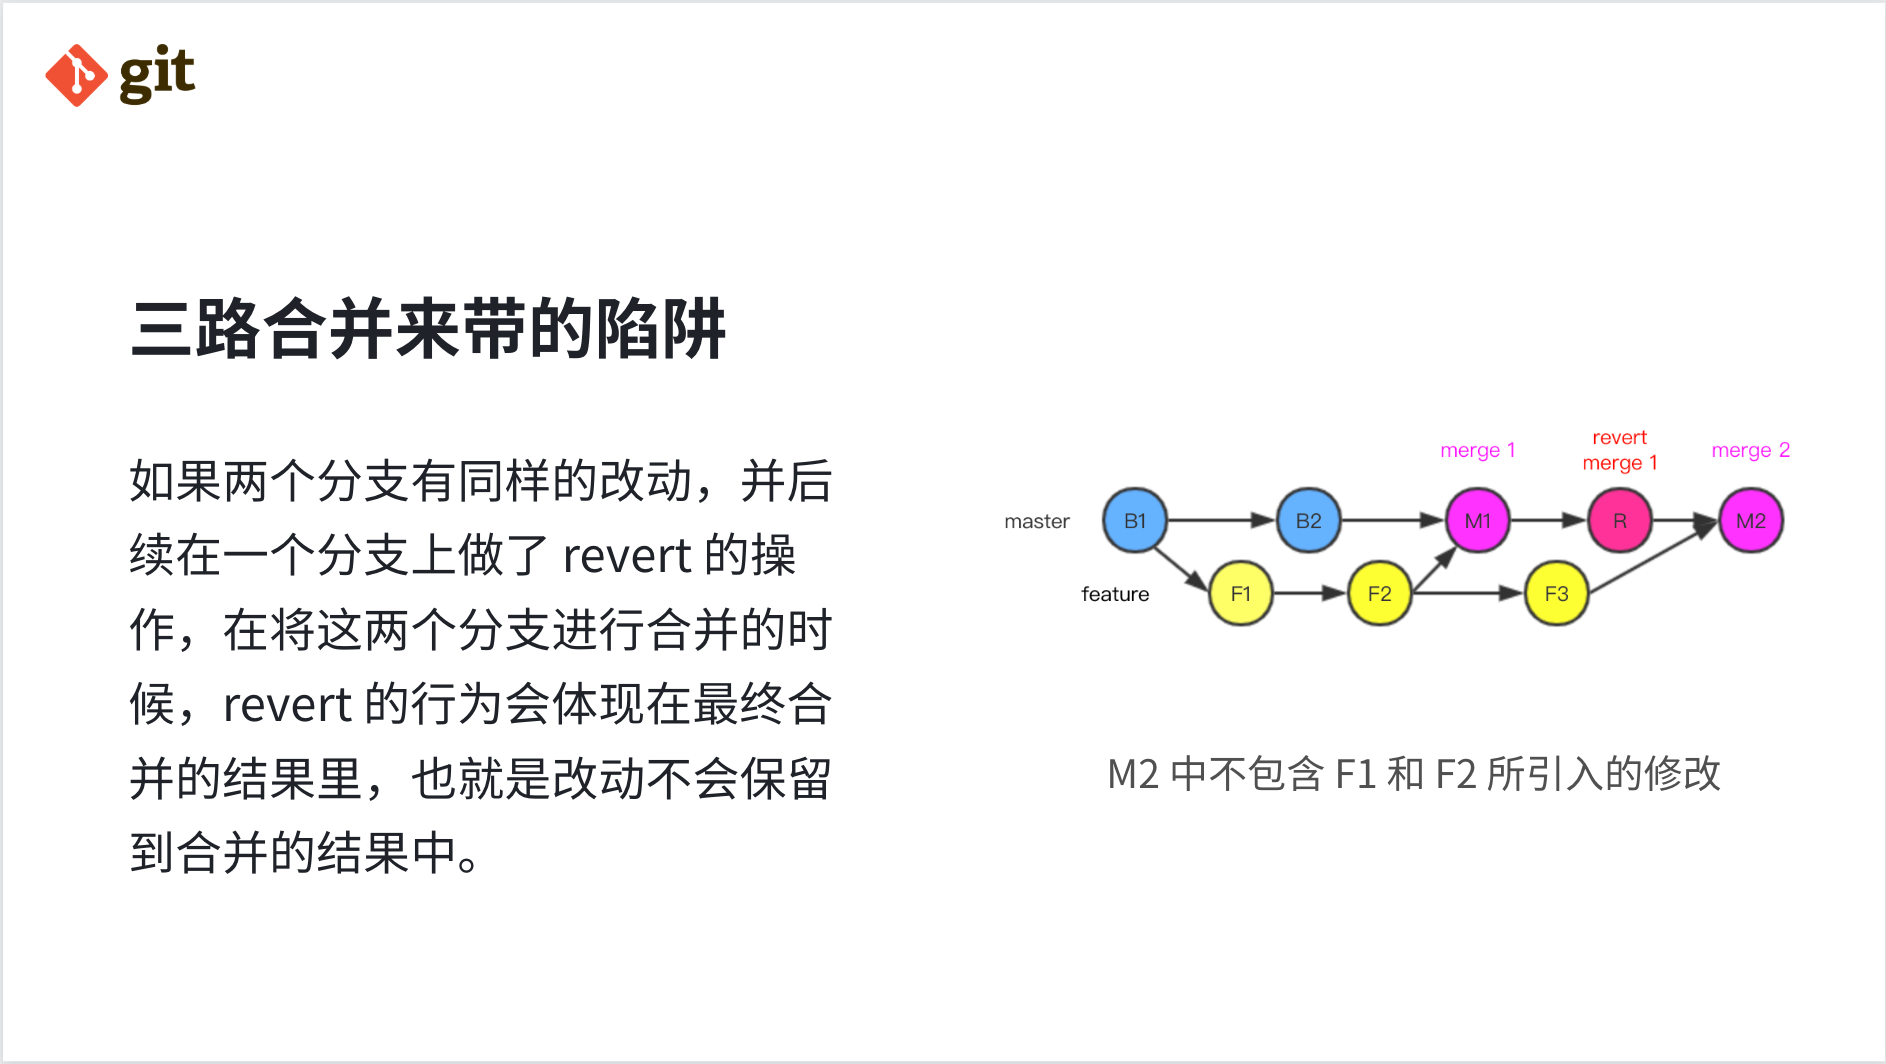 git
三路合并来带的陷阱
如果两个分支有同样的改动，并后
续在一个分支上做了 revert 的操
作，在将这两个分支进行合并的时
候，revert 的行为会体现在最终合
并的结果里，也就是改动不会保留
到合并的结果中。
merge 1
revert
merge 1
merge 2
master
B1
B2
M1
R
M2
feature
F1
F2
F3
M2 中不包含 F1 和 F2 所引入的修改